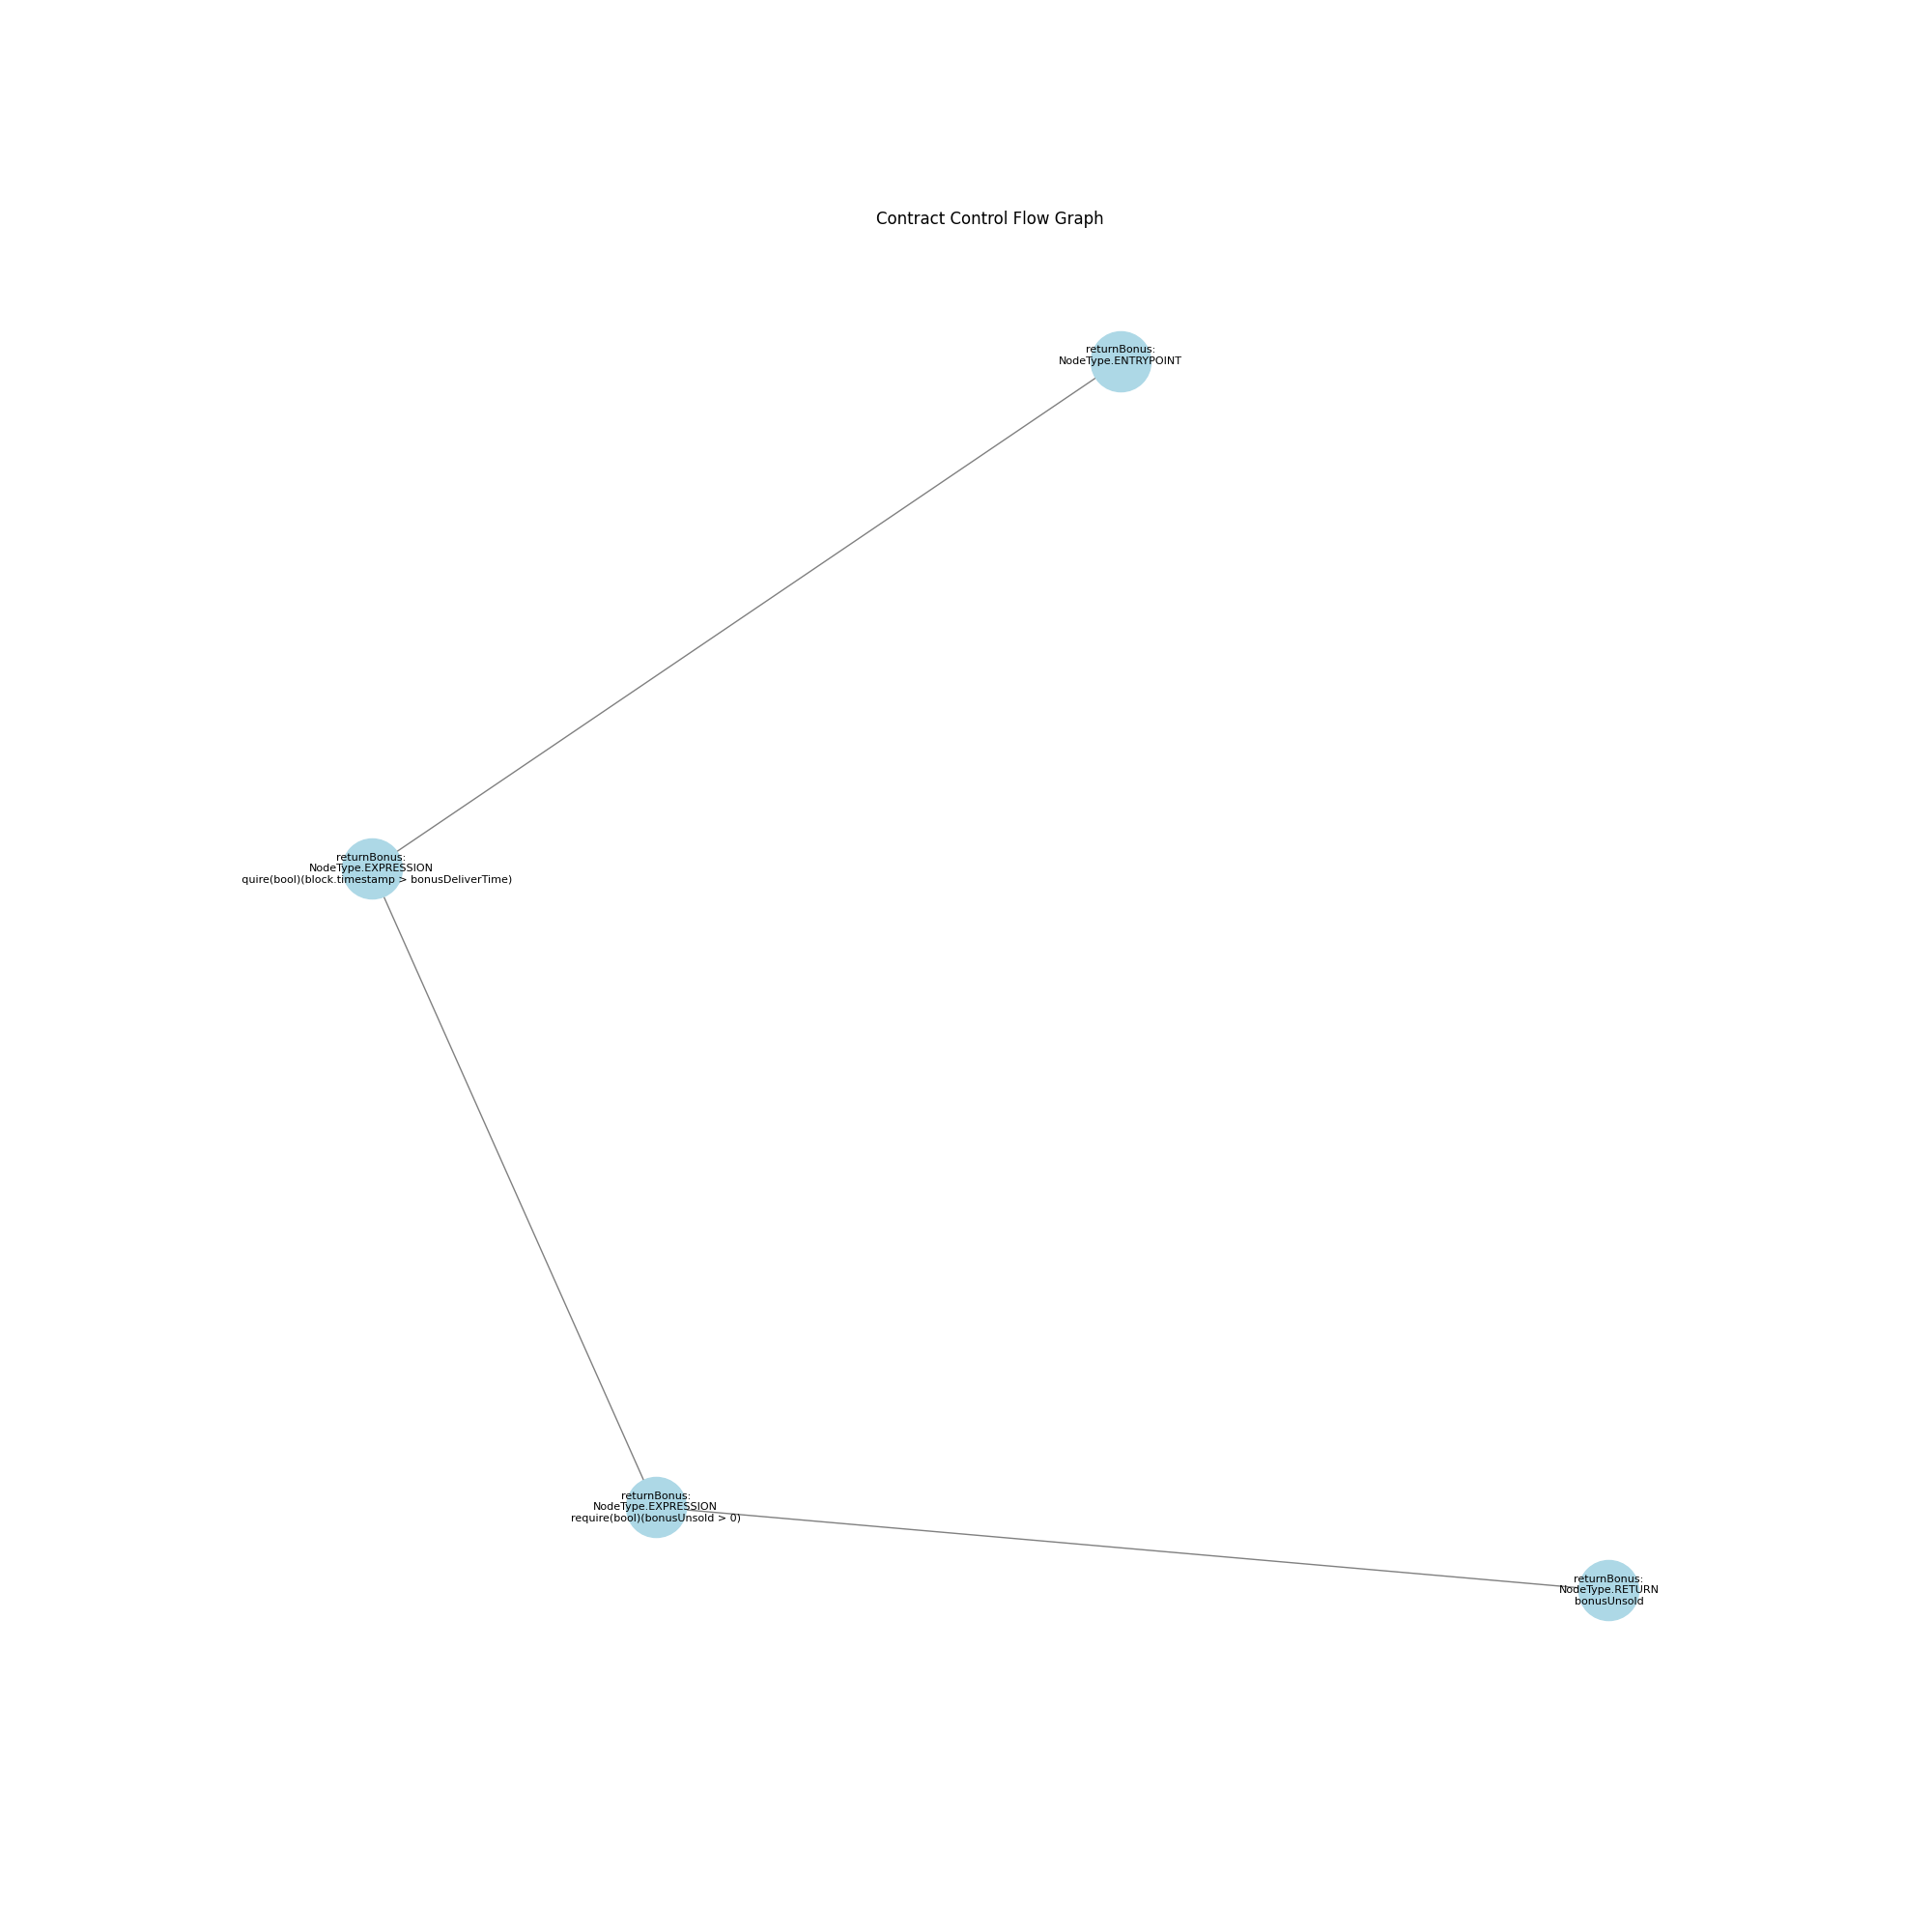 Contract Control Flow Graph
returnBonus:
NodeType.ENTRYPOINT
returnBonus:
NodeType.EXPRESSION
quire(bool)(block.timestamp > bonusDeliverTime)
returnBonus:
NodeType.EXPRESSION
require(bool)(bonusUnsold > 0)
returnBonus:
NodeType.RETURN
bonusUnsold